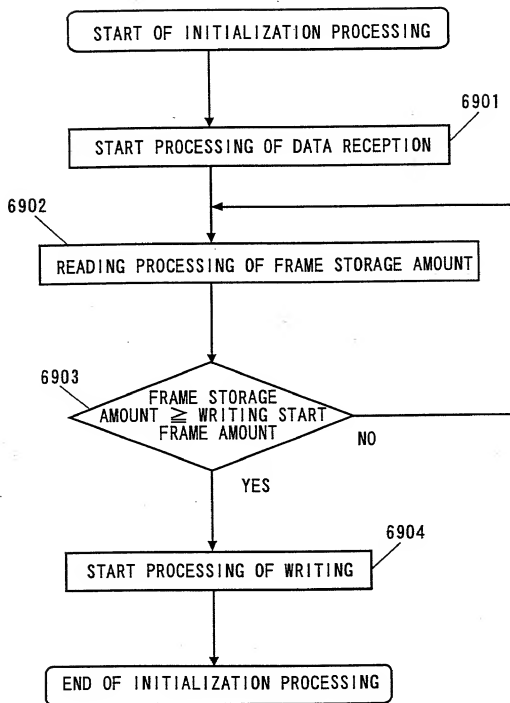 START OF INITIALIZATION PROCESSING
6901
START PROCESSING OF DATA RECEPTION
6902
READING PROCESSING OF FRAME STORAGE AMOUNT
6903
FRAME STORAGE
AMOUNT ≧ WRITING START
FRAME AMOUNT
NO
YES
6904
START PROCESSING OF WRITING
END OF INITIALIZATION PROCESSING